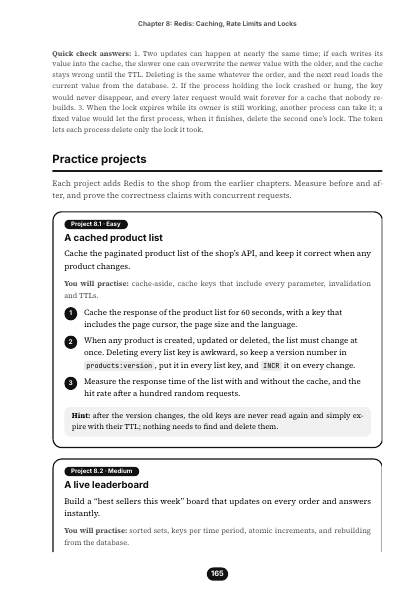 Chapter 8: Redis: Caching, Rate Limits and Locks
Quick check answers: 1. Two updates can happen at nearly the same time; if each writes its
value into the cache, the slower one can overwrite the newer value with the older, and the cache
stays wrong until the TTL. Deleting is the same whatever the order, and the next read loads the
current value from the database. 2. If the process holding the lock crashed or hung, the key
would never disappear, and every later request would wait forever for a cache that nobody re-
builds. 3. When the lock expires while its owner is still working, another process can take it; a
fixed value would let the first process, when it finishes, delete the second one's lock. The token
lets each process delete only the lock it took.
Practice projects
Each project adds Redis to the shop from the earlier chapters. Measure before and af-
ter, and prove the correctness claims with concurrent requests.
Project 8.1 · Easy
A cached product list
Cache the paginated product list of the shop's API, and keep it correct when any
product changes.
You will practise: cache-aside, cache keys that include every parameter, invalidation
and TTLs.
1 Cache the response of the product list for 60 seconds, with a key that
includes the page cursor, the page size and the language.
2 When any product is created, updated or deleted, the list must change at
once. Deleting every list key is awkward, so keep a version number in
products:version, put it in every list key, and INCR it on every change.
3 Measure the response time of the list with and without the cache, and the
hit rate after a hundred random requests.
Hint: after the version changes, the old keys are never read again and simply ex-
pire with their TTL; nothing needs to find and delete them.
Project 8.2 · Medium
A live leaderboard
Build a "best sellers this week" board that updates on every order and answers
instantly.
You will practise: sorted sets, keys per time period, atomic increments, and rebuilding
from the database.
165